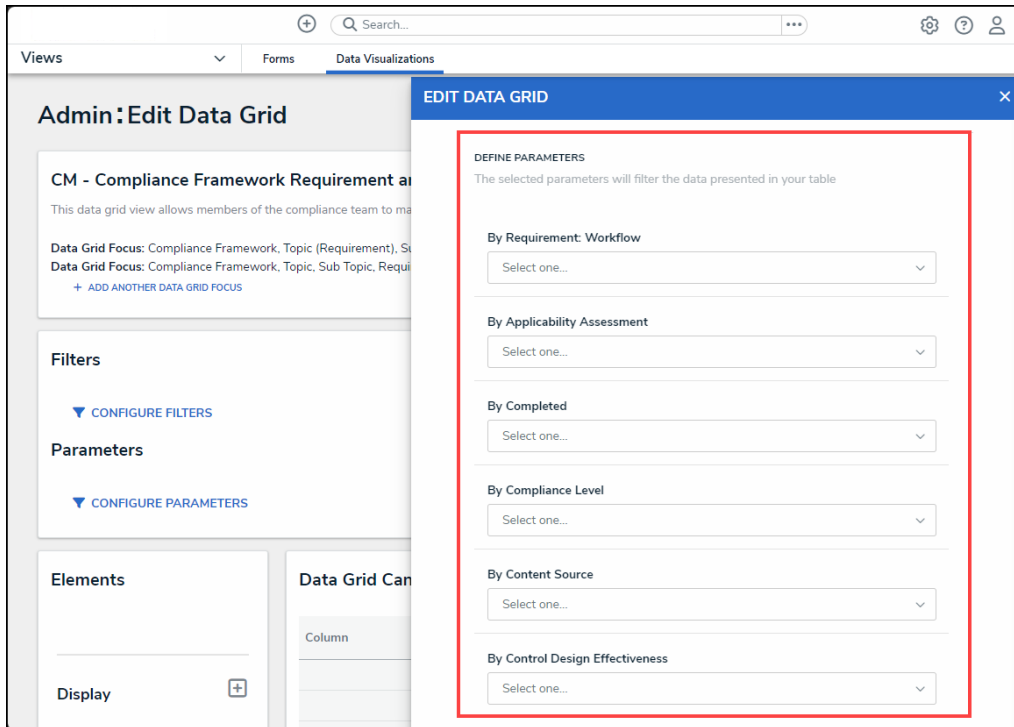 Search...
Views
Forms
Data Visualizations
Admin:Edit Data Grid
CM - Compliance Framework Requirement
This data grid view allows members of the compliance team to
Data Grid Focus: Compliance Framework, Topic (Requirement),
Data Grid Focus: Compliance Framework, Topic, Sub Topic,
+ ADD ANOTHER DATA GRID FOCUS
Filters
CONFIGURE FILTERS
Parameters
CONFIGURE PARAMETERS
Elements
Display
Data Grid
Column
EDIT DATA GRID
DEFINE PARAMETERS
The selected parameters will filter the data presented in your table
By Requirement: Workflow
Select one...
By Applicability Assessment
Select one...
By Completed
Select one...
By Compliance Level
Select one...
By Content Source
Select one...
By Control Design Effectiveness
Select one...